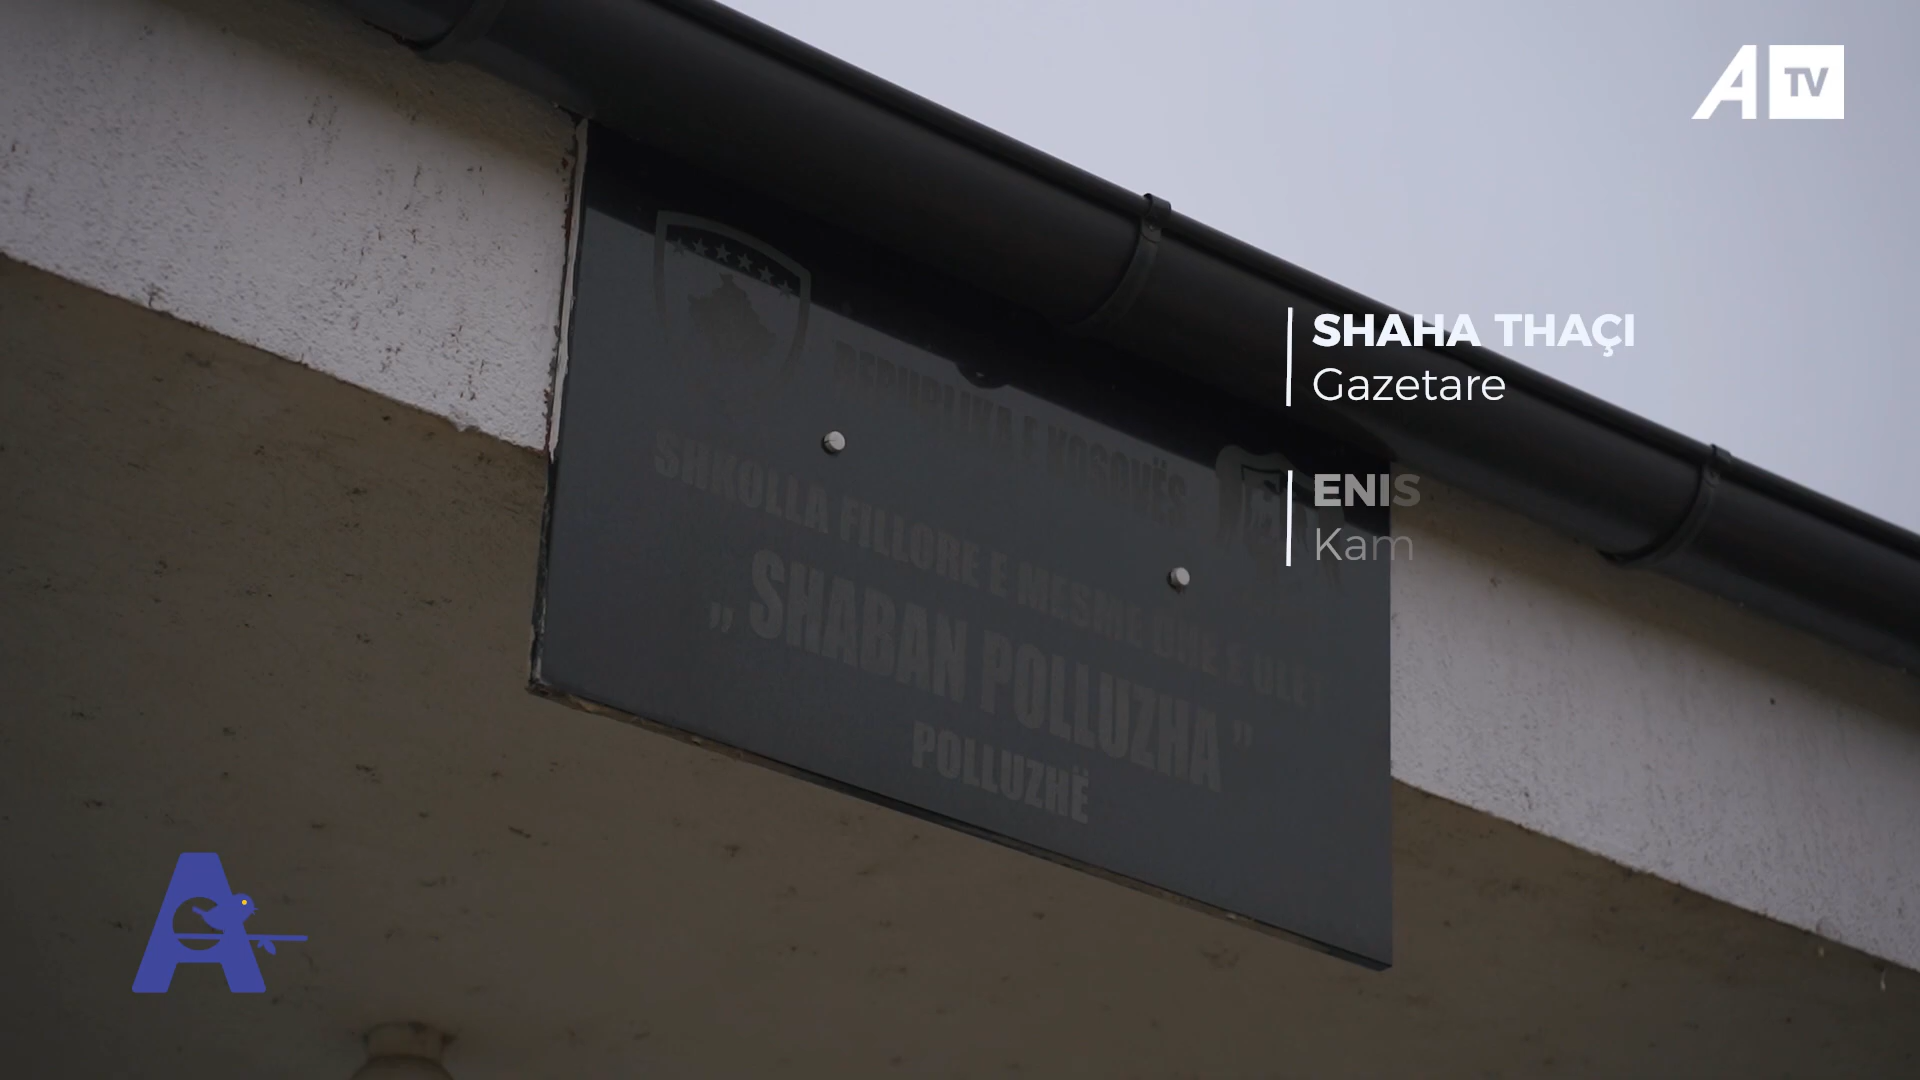 A TV
REPUBLIKA E KOSOVËS
SHKOLLA FILLORE E MESME DHE E ULËT
„SHABAN POLLUZHA”
POLLUZHË
SHAHA THAÇI
Gazetare
ENIS
Kam